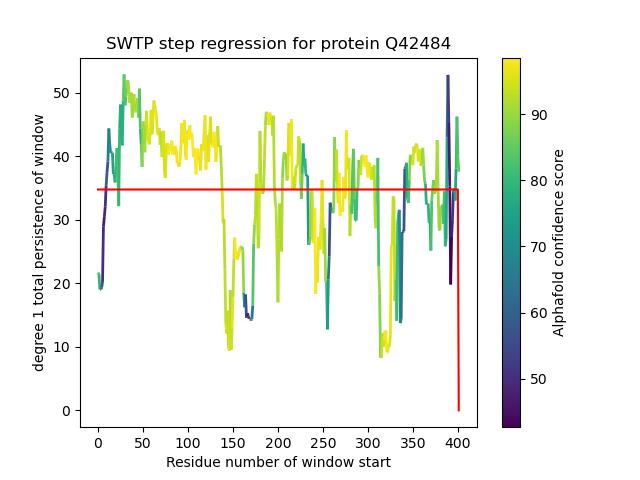 SWTP step regression for protein Q42484
degree 1 total persistence of window
50
40
30
20
10
0
0 50 100 150 200 250 300 350 400
Residue number of window start
90
80
70
60
50
Alphafold confidence score